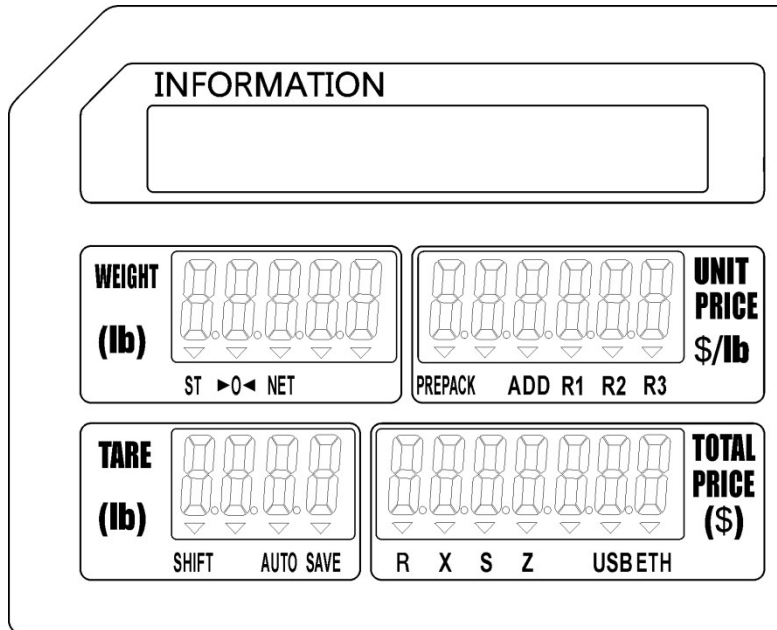 INFORMATION
WEIGHT
(lb)
ST ►0◄ NET
UNIT
PRICE
$/lb
PREPACK ADD R1 R2 R3
TARE
(lb)
SHIFT AUTO SAVE
TOTAL
PRICE
($)
R X S Z USB ETH